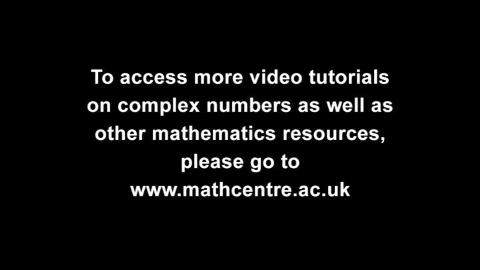 To access more video tutorials
on complex numbers as well as
other mathematics resources,
please go to
www.mathcentre.ac.uk